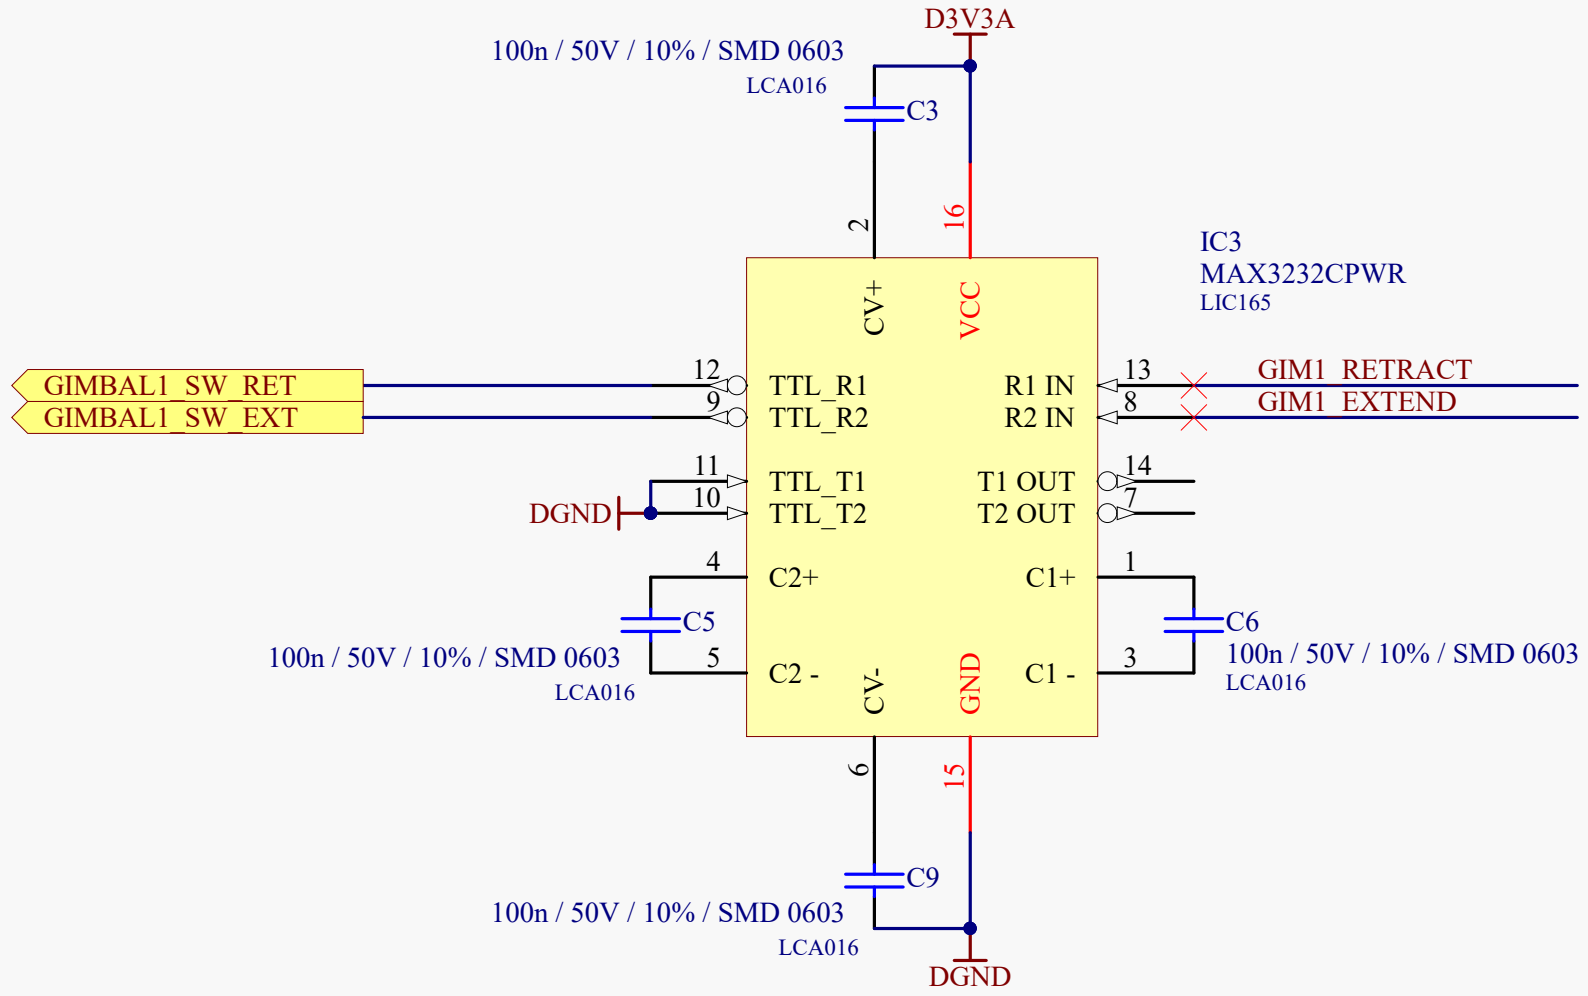 D3V3A
100n / 50V / 10% / SMD 0603
LCA016
C3
2
16
IC3
MAX3232CPWR
LIC165
CV+
VCC
GIMBAL1_SW_RET
12
TTL_R1
R1 IN
13
GIM1_RETRACT
GIMBAL1_SW_EXT
9
TTL_R2
R2 IN
8
GIM1_EXTEND
11
TTL_T1
T1 OUT
14
DGND
10
TTL_T2
T2 OUT
7
4
C2+
C1+
1
C5
C6
100n / 50V / 10% / SMD 0603
LCA016
100n / 50V / 10% / SMD 0603
LCA016
5
C2 -
CV-
GND
C1 -
3
6
15
C9
100n / 50V / 10% / SMD 0603
LCA016
DGND